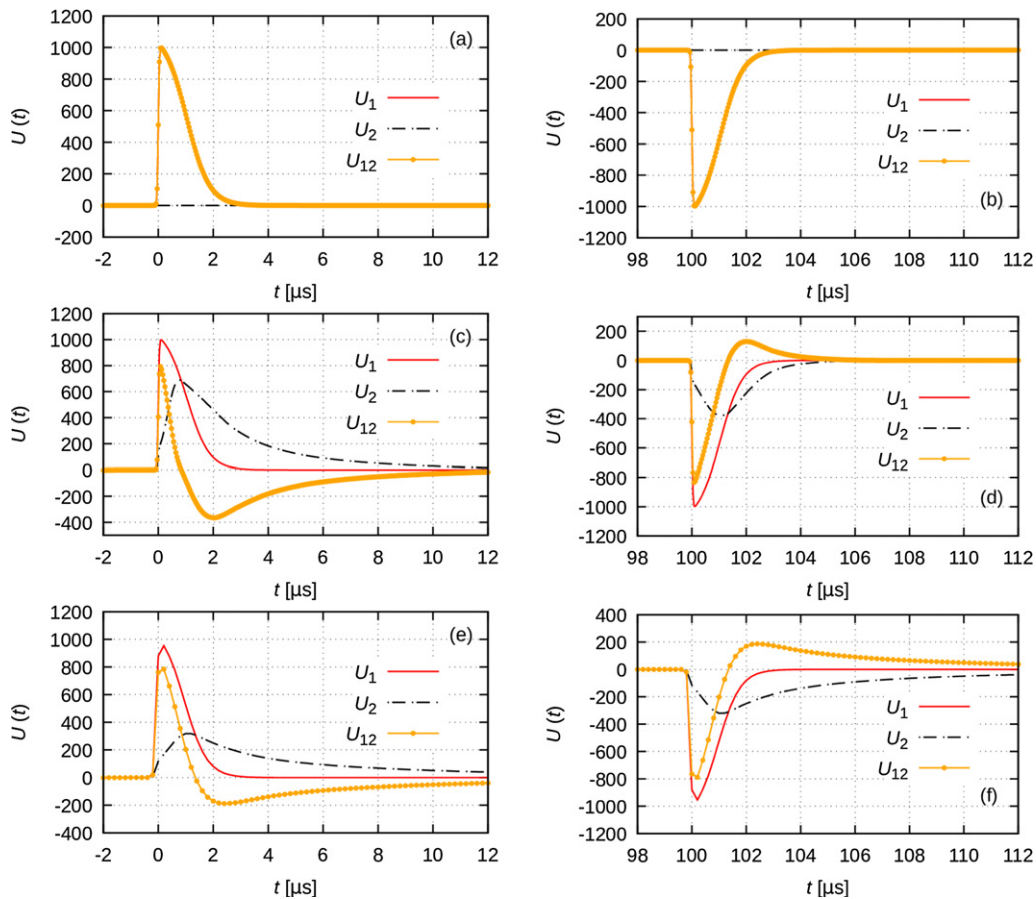 1200
1000
800
600
400
200
0
-200
U (t)
(a)
U1
U2
U12
-2 0 2 4 6 8 10 12
t [µs]
200
0
-200
-400
-600
-800
-1000
-1200
U (t)
U1
U2
U12
(b)
98 100 102 104 106 108 110 112
t [µs]
1200
1000
800
600
400
200
0
-200
-400
U (t)
(c)
U1
U2
U12
-2 0 2 4 6 8 10 12
t [µs]
200
0
-200
-400
-600
-800
-1000
-1200
U (t)
U1
U2
U12
(d)
98 100 102 104 106 108 110 112
t [µs]
1200
1000
800
600
400
200
0
-200
-400
U (t)
(e)
U1
U2
U12
-2 0 2 4 6 8 10 12
t [µs]
400
200
0
-200
-400
-600
-800
-1000
-1200
U (t)
U1
U2
U12
(f)
98 100 102 104 106 108 110 112
t [µs]